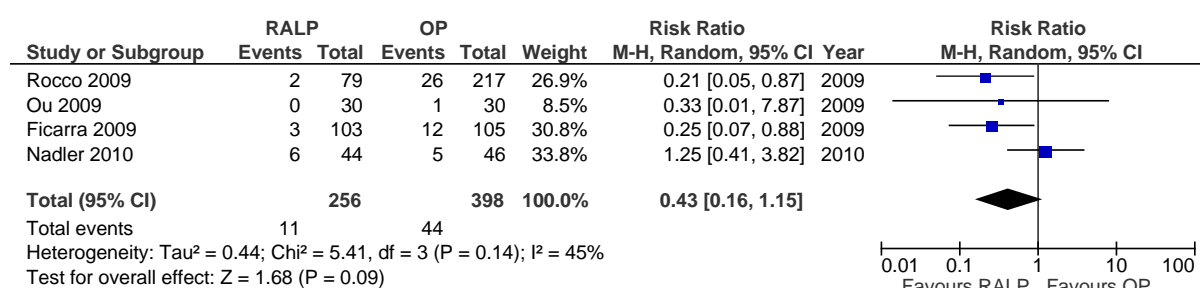 RALP OP Risk Ratio Risk Ratio
Study or Subgroup Events Total Events Total Weight M-H, Random, 95% CI Year M-H, Random, 95% CI
Rocco 2009 2 79 26 217 26.9% 0.21 [0.05, 0.87] 2009
Ou 2009 0 30 1 30 8.5% 0.33 [0.01, 7.87] 2009
Ficarra 2009 3 103 12 105 30.8% 0.25 [0.07, 0.88] 2009
Nadler 2010 6 44 5 46 33.8% 1.25 [0.41, 3.82] 2010
Total (95% CI) 256 398 100.0% 0.43 [0.16, 1.15]
Total events 11 44
Heterogeneity: Tau² = 0.44; Chi² = 5.41, df = 3 (P = 0.14); I² = 45%
Test for overall effect: Z = 1.68 (P = 0.09)
0.01 0.1 1 10 100
Favours RALP Favours OP